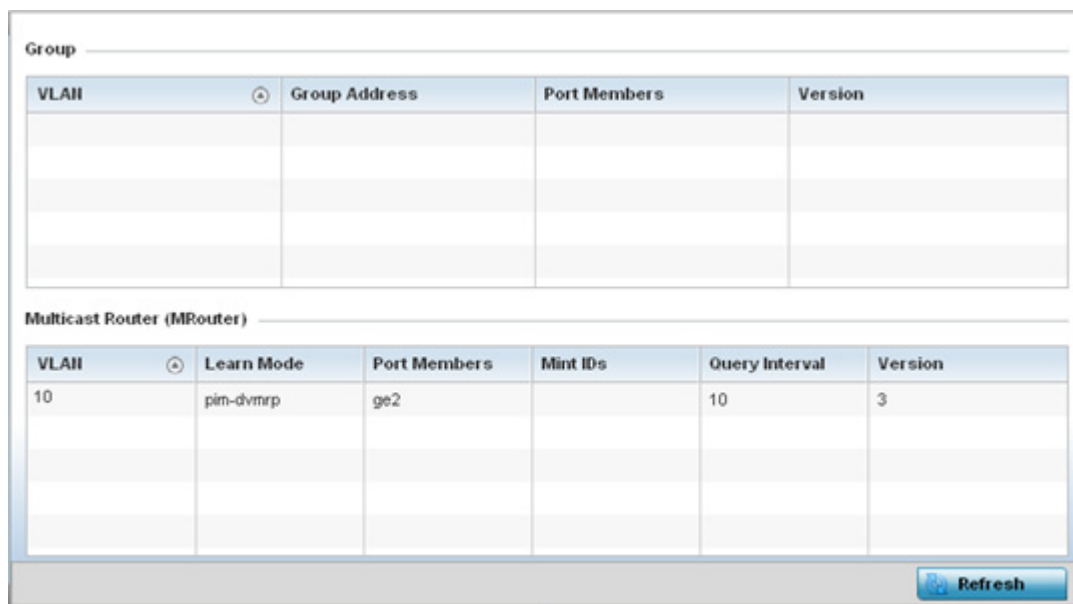 Group
VLAN Group Address Port Members Version
Multicast Router (MRouter)
VLAN Learn Mode Port Members Mint IDs Query Interval Version
10 pim-dvmrp ge2 10 3
Refresh